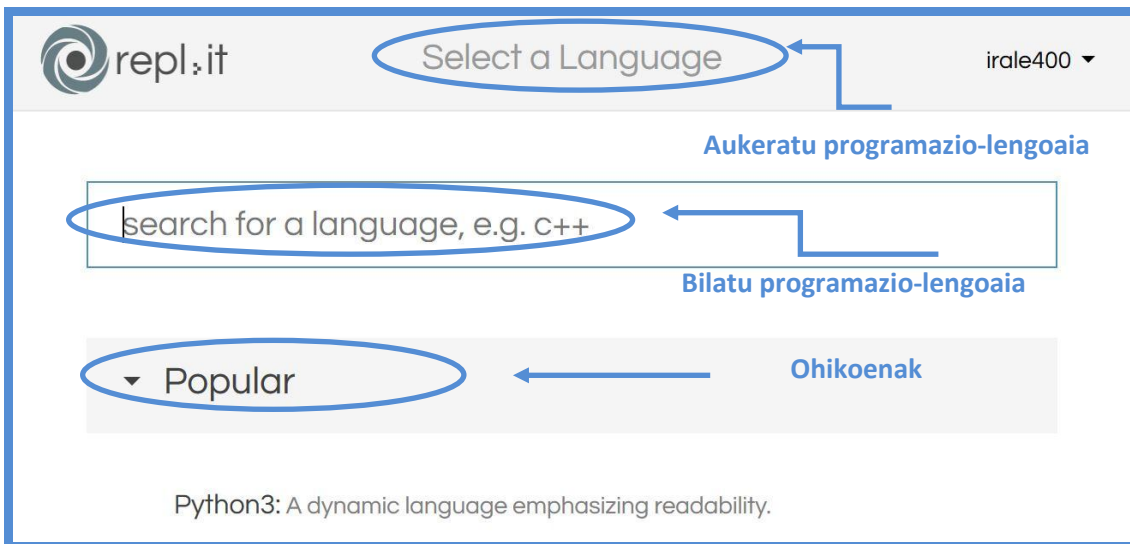 repl.it Select a Language irale400
Aukeratu programazio-lengoaia
search for a language, e.g. c++
Bilatu programazio-lengoaia
Popular Ohikoenak
Python3: A dynamic language emphasizing readability.